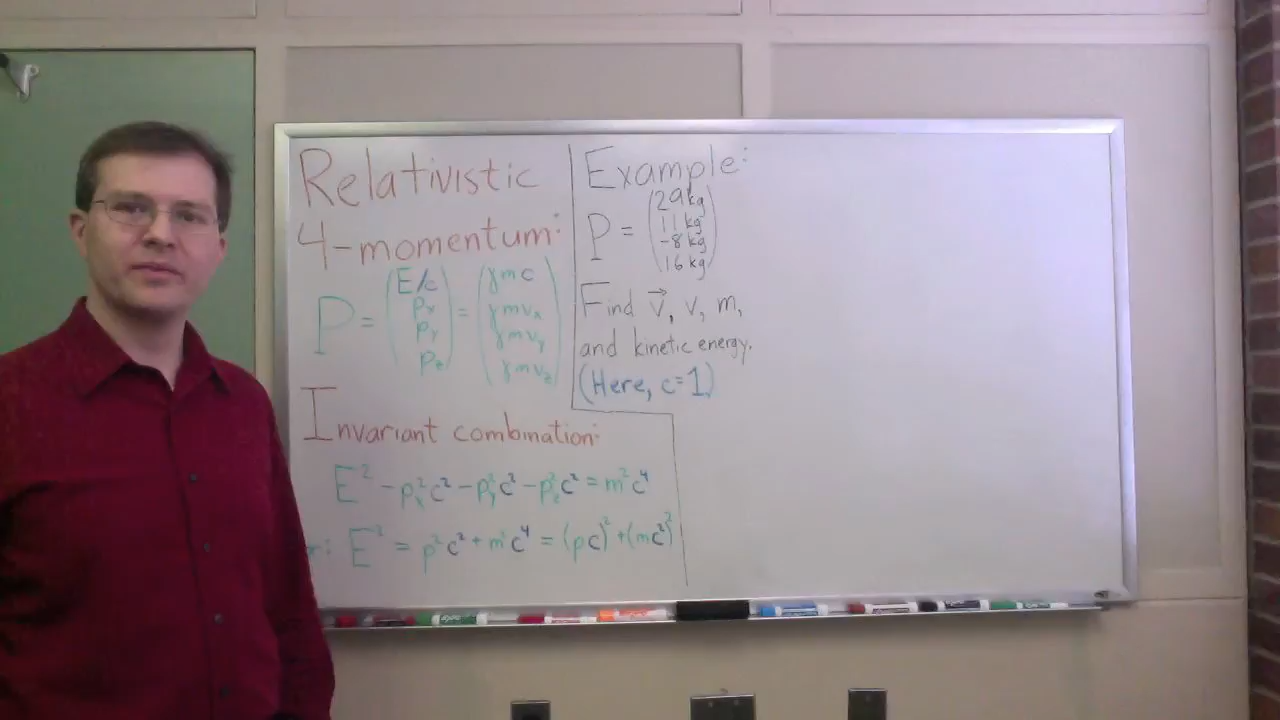 Relativistic
4-momentum:
P = (E/c px py pz) = (γmc γmvx γmvy γmvz)
Invariant combination:
E² - px²c² - py²c² - pz²c² = m²c⁴
E² = p²c² + m²c⁴ = (pc)² + (mc²)²
Example:
P = (29 kg 11 kg -8 kg 16 kg)
Find v⃗, v, m,
and kinetic energy.
(Here, c=1)